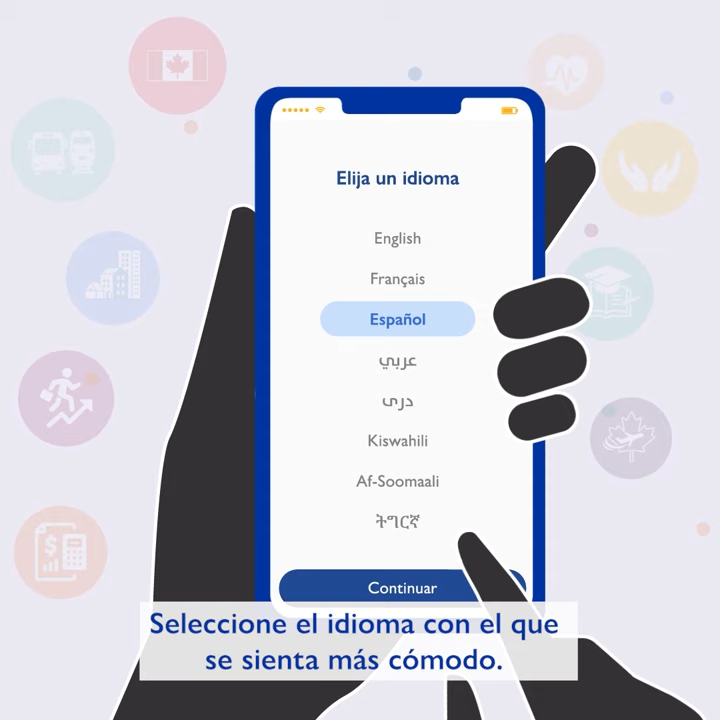 Elija un idioma
English
Français
Español
عربي
دری
Kiswahili
Af-Soomaali
ትግርኛ
Continuar
Seleccione el idioma con el que
se sienta más cómodo.